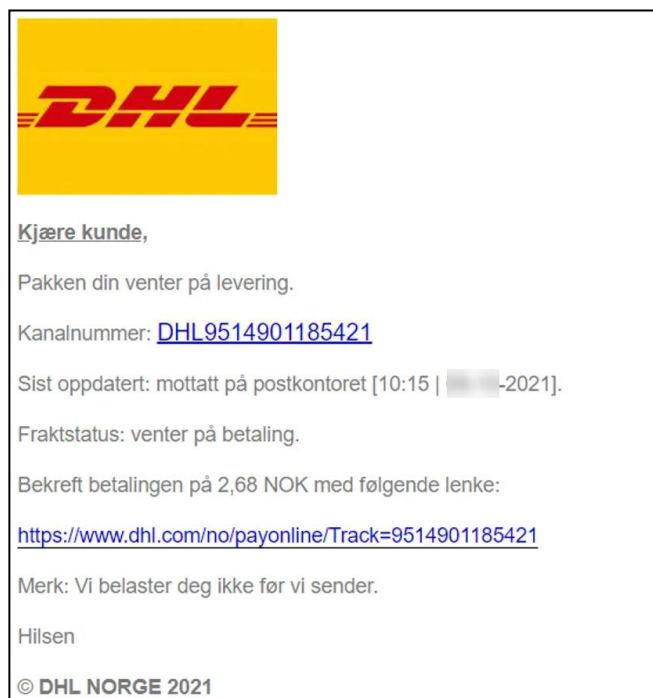 DHL
Kjære kunde,
Pakken din venter på levering.
Kanalnummer: DHL9514901185421
Sist oppdatert: mottatt på postkontoret [10:15 | -2021].
Fraktstatus: venter på betaling.
Bekreft betalingen på 2,68 NOK med følgende lenke:
https://www.dhl.com/no/payonline/Track=9514901185421
Merk: Vi belaster deg ikke før vi sender.
Hilsen
© DHL NORGE 2021